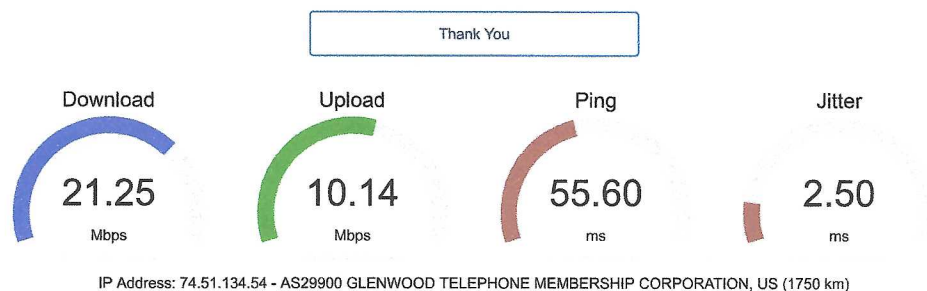 Thank You
Download Upload Ping Jitter
21.25 10.14 55.60 2.50
Mbps Mbps ms ms
IP Address: 74.51.134.54 - AS29900 GLENWOOD TELEPHONE MEMBERSHIP CORPORATION, US (1750 km)